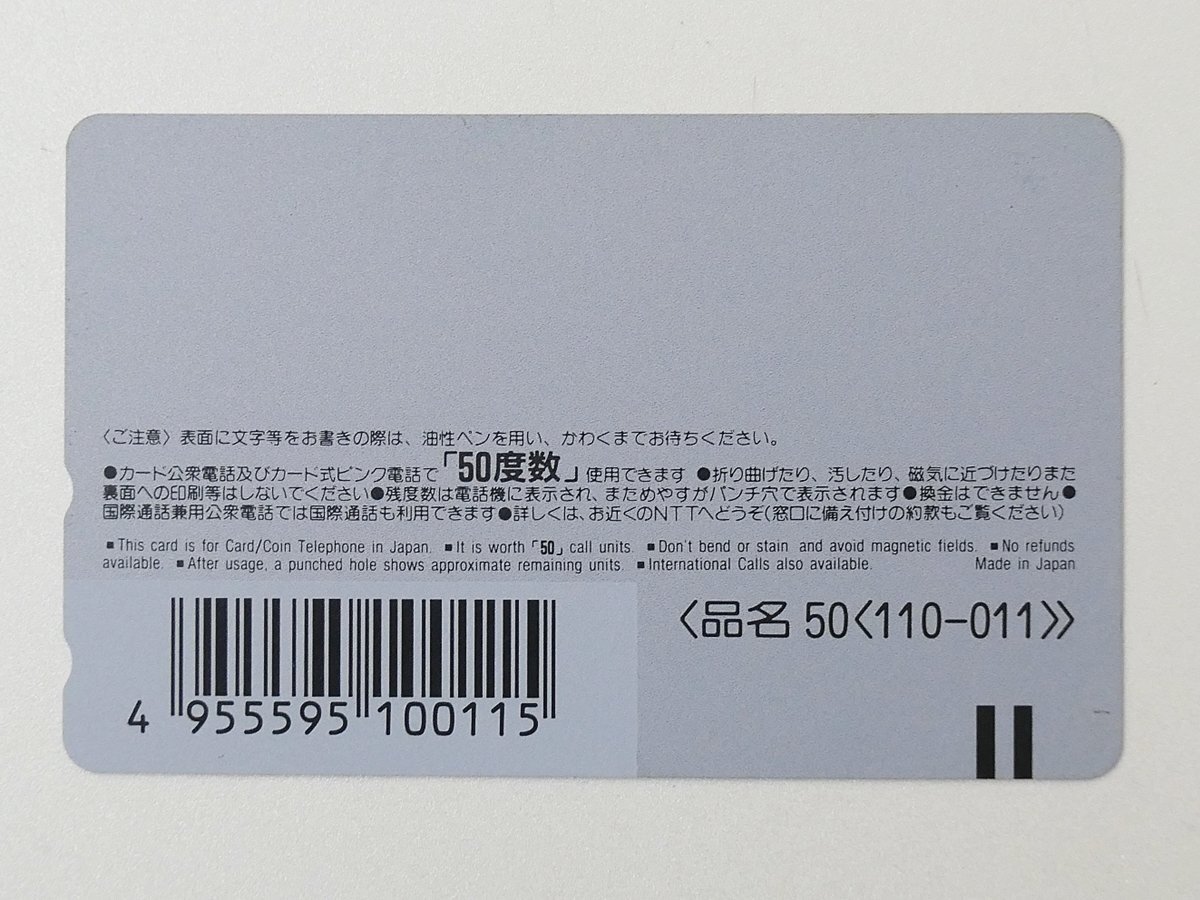 〈ご注意〉表面に文字等をお書きの際は、油性ペンを用い、かわくまでお待ちください。
●カード公衆電話及びカード式ピンク電話で「50度数」使用できます ●折り曲げたり、汚したり、磁気に近づけたりまた
裏面への印刷等はしないでください●残度数は電話機に表示され、まためやすがパンチ穴で表示されます●換金はできません●
国際通話兼用公衆電話では国際通話も利用できます●詳しくは、お近くのNTTへどうぞ(窓口に備え付けの約款もご覧ください)
■This card is for Card/Coin Telephone in Japan. ■It is worth「50」call units. ■Don't bend or stain and avoid magnetic fields. ■No refunds
available. ■After usage, a punched hole shows approximate remaining units. ■International Calls also available. Made in Japan
〈品名 50〈110-011〉〉
4 955595 100115